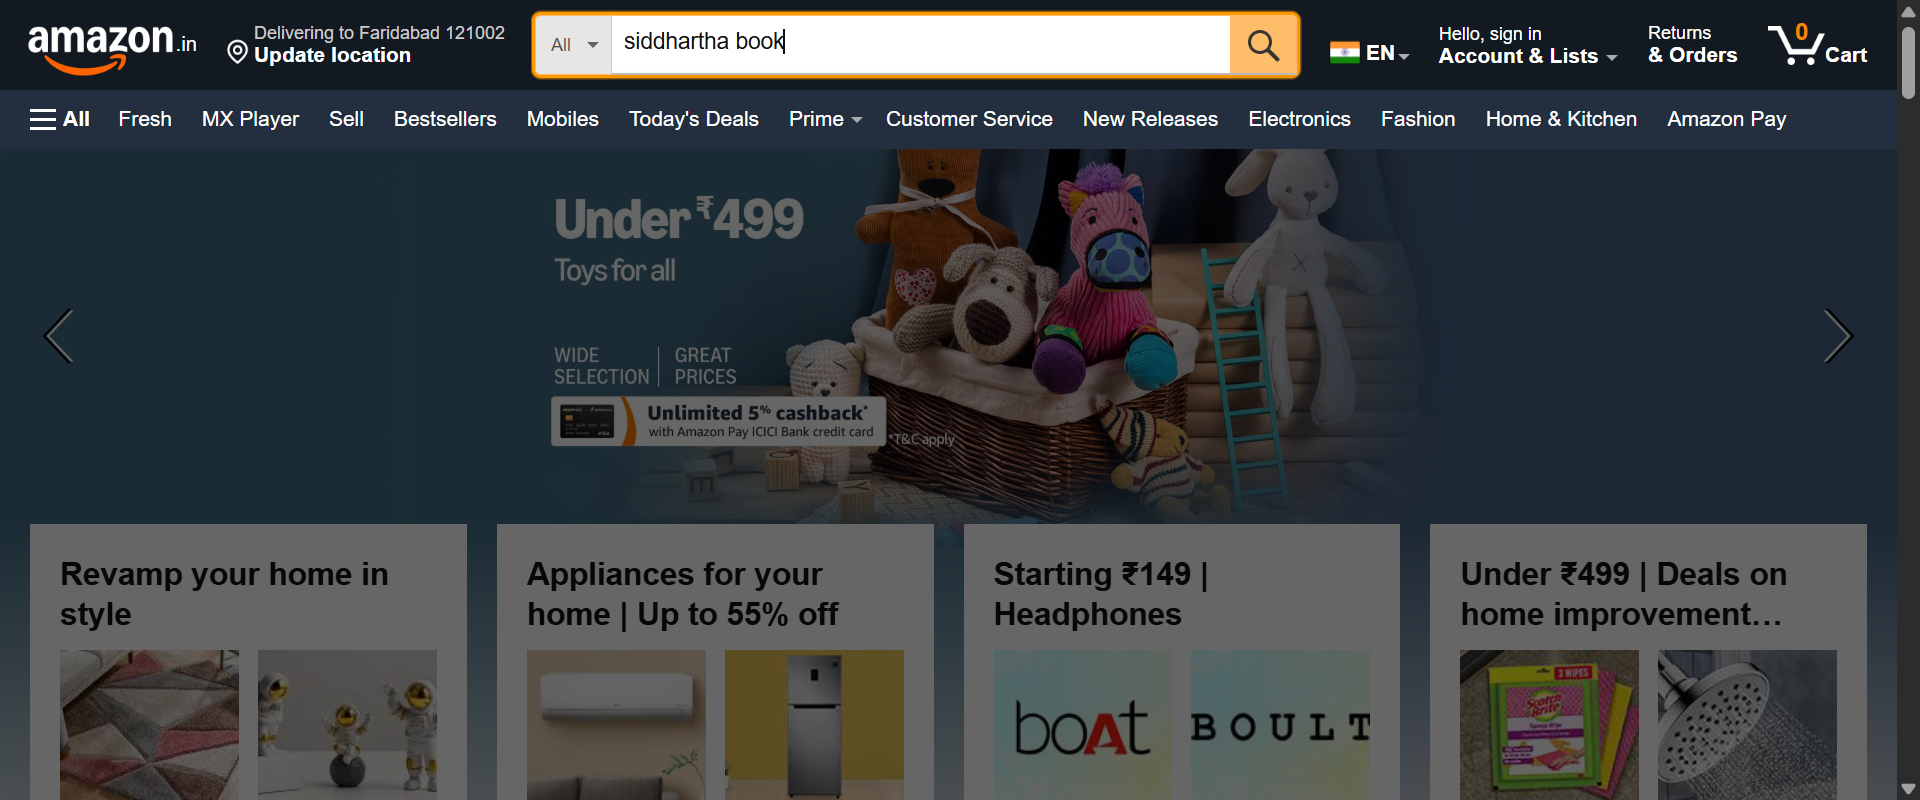 amazon.in
Delivering to Faridabad 121002
Update location
All
siddhartha book
EN
Hello, sign in
Account & Lists
Returns
& Orders
0
Cart
All
Fresh
MX Player
Sell
Bestsellers
Mobiles
Today's Deals
Prime
Customer Service
New Releases
Electronics
Fashion
Home & Kitchen
Amazon Pay
Under ₹499
Toys for all
WIDE
SELECTION
GREAT
PRICES
Unlimited 5% cashback*
with Amazon Pay ICICI Bank credit card
*T&C apply
Revamp your home in
style
Appliances for your
home | Up to 55% off
Starting ₹149 |
Headphones
Under ₹499 | Deals on
home improvement…
boAt
BOULT
3 WIPES
Scotch
Brite